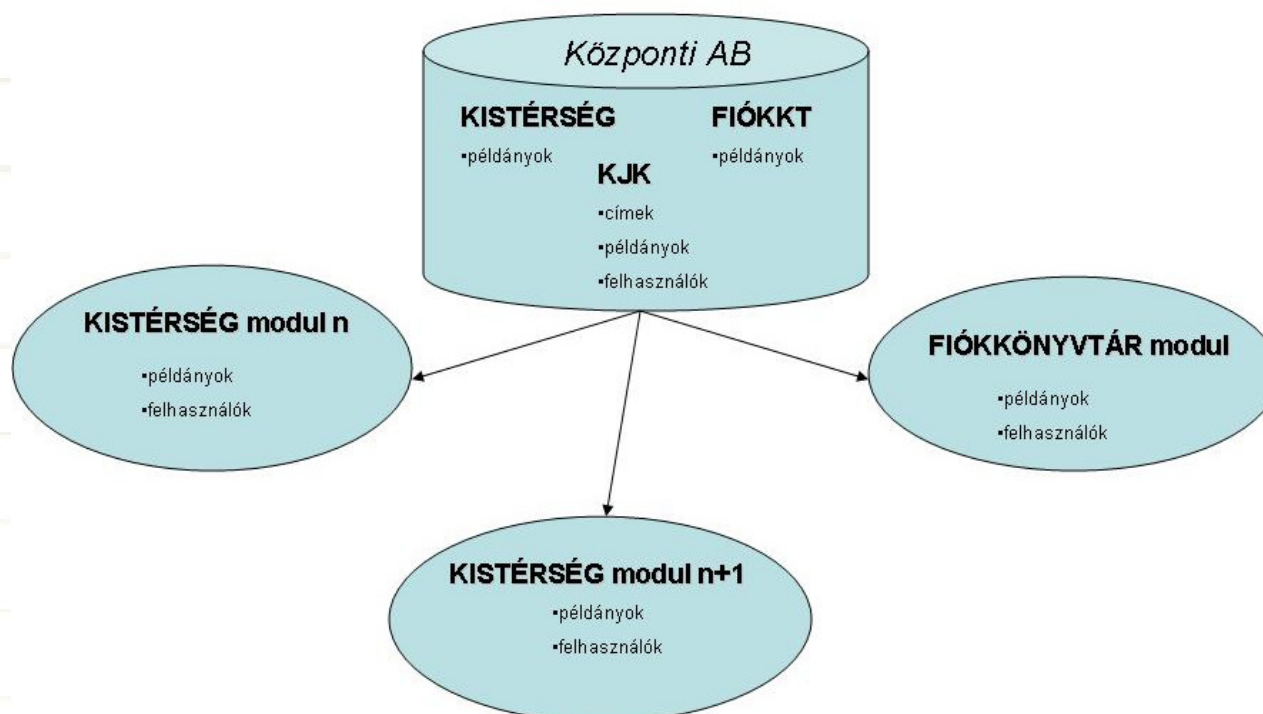 Központi AB
KISTÉRSÉG
▪példányok
FIÓKKT
▪példányok
KJK
▪címek
▪példányok
▪felhasználók
KISTÉRSÉG modul n
▪példányok
▪felhasználók
FIÓKKÖNYVTÁR modul
▪példányok
▪felhasználók
KISTÉRSÉG modul n+1
▪példányok
▪felhasználók